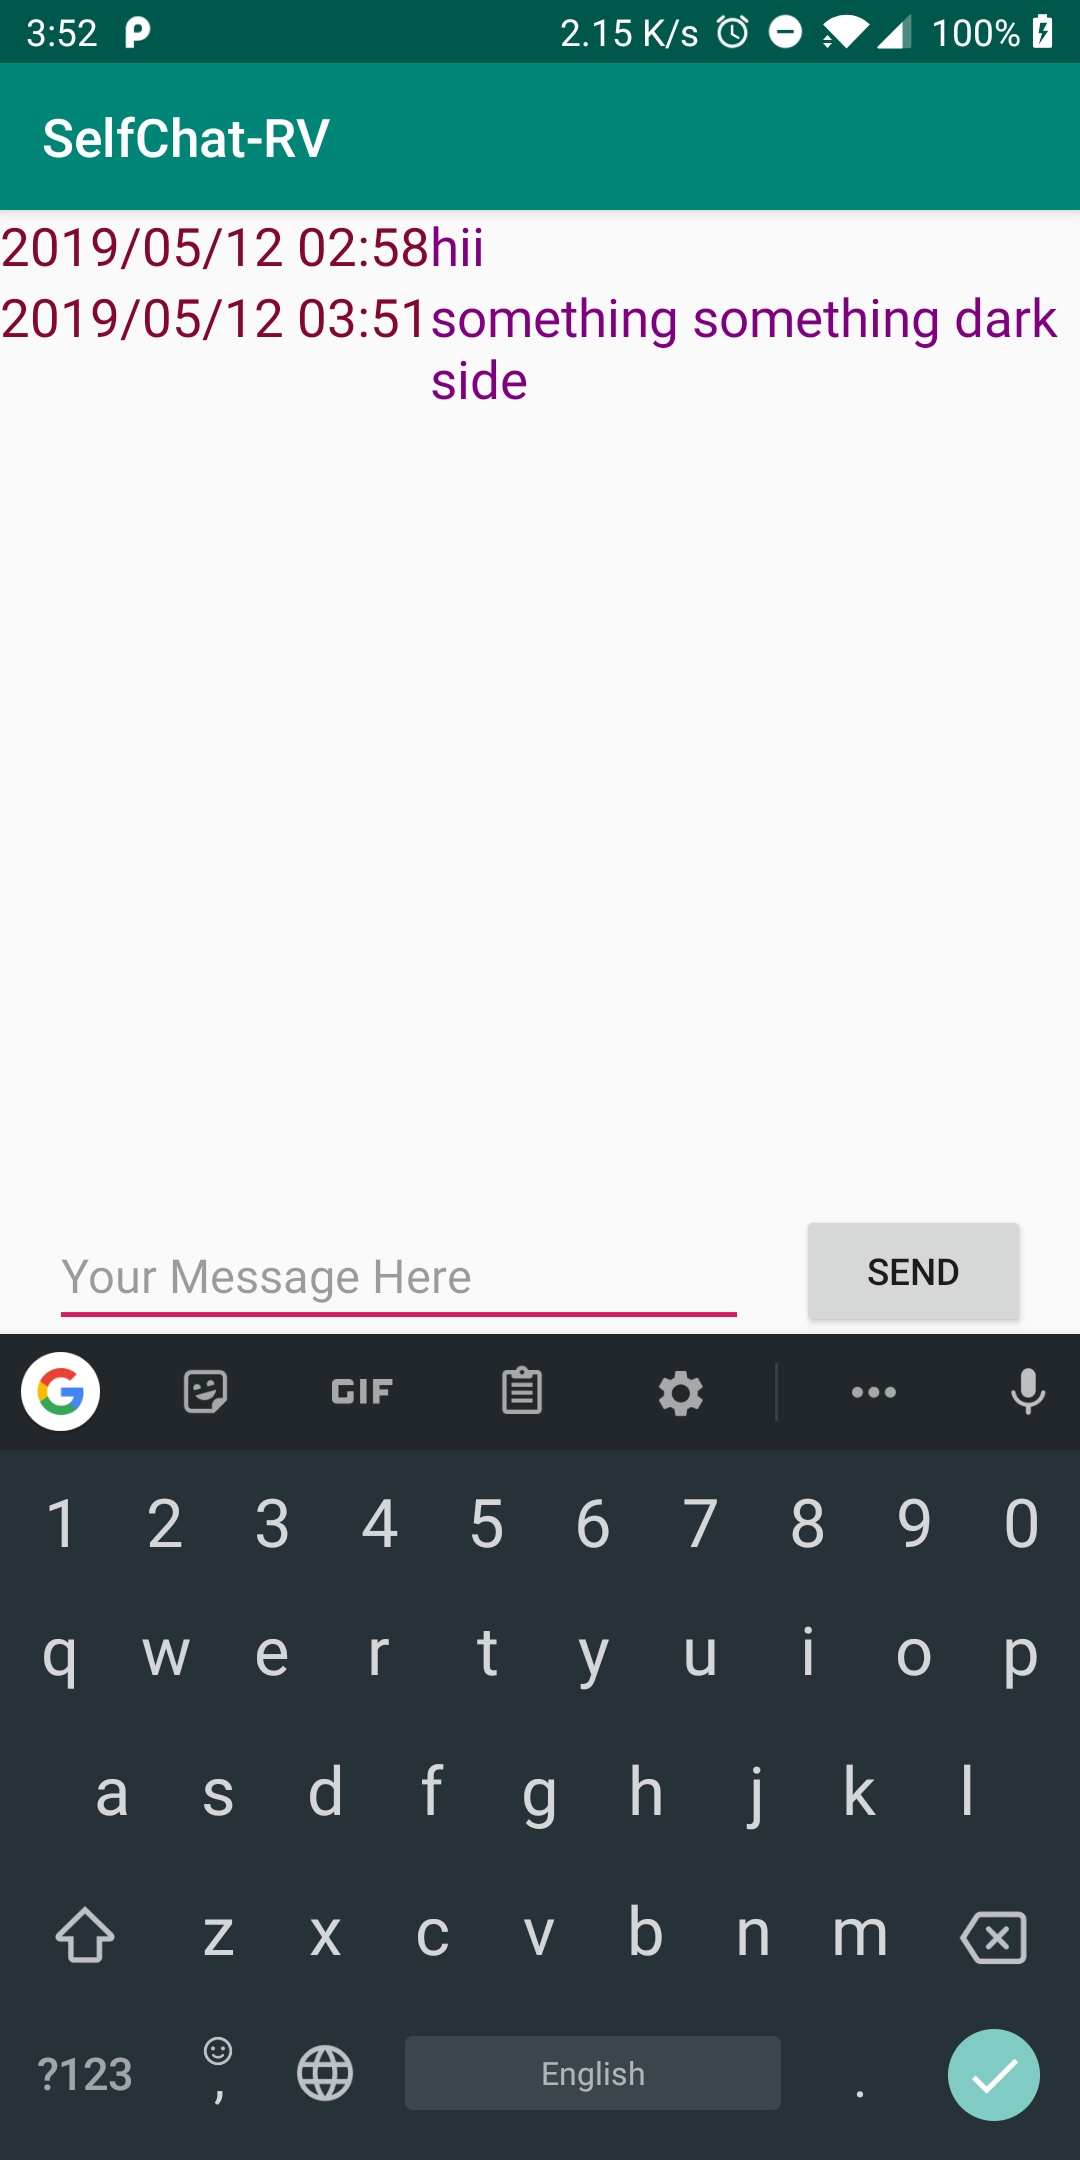 3:52 2.15 K/s 100%
SelfChat-RV
2019/05/12 02:58hii
2019/05/12 03:51something something dark
side
Your Message Here SEND
GIF
1 2 3 4 5 6 7 8 9 0
q w e r t y u i o p
a s d f g h j k l
z x c v b n m
?123 , English .